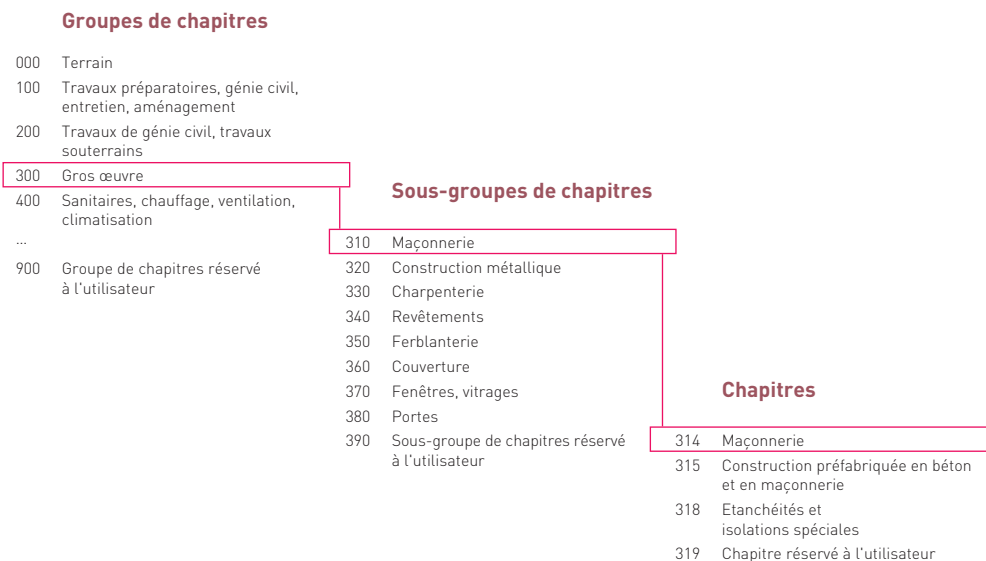 Groupes de chapitres
000 Terrain
100 Travaux préparatoires, génie civil,
entretien, aménagement
200 Travaux de génie civil, travaux
souterrains
300 Gros œuvre
400 Sanitaires, chauffage, ventilation,
climatisation
...
900 Groupe de chapitres réservé
à l'utilisateur
Sous-groupes de chapitres
310 Maçonnerie
320 Construction métallique
330 Charpenterie
340 Revêtements
350 Ferblanterie
360 Couverture
370 Fenêtres, vitrages
380 Portes
390 Sous-groupe de chapitres réservé
à l'utilisateur
Chapitres
314 Maçonnerie
315 Construction préfabriquée en béton
et en maçonnerie
318 Etanchéités et
isolations spéciales
319 Chapitre réservé à l'utilisateur